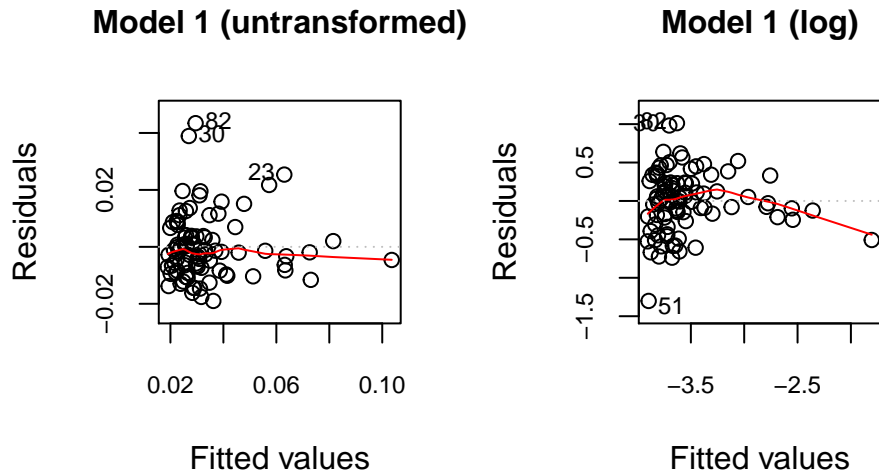 Model 1 (untransformed)
Residuals
0.02
−0.02
82
30
23
0.02 0.06 0.10
Fitted values
Model 1 (log)
Residuals
0.5
−0.5
−1.5
51
−3.5 −2.5
Fitted values